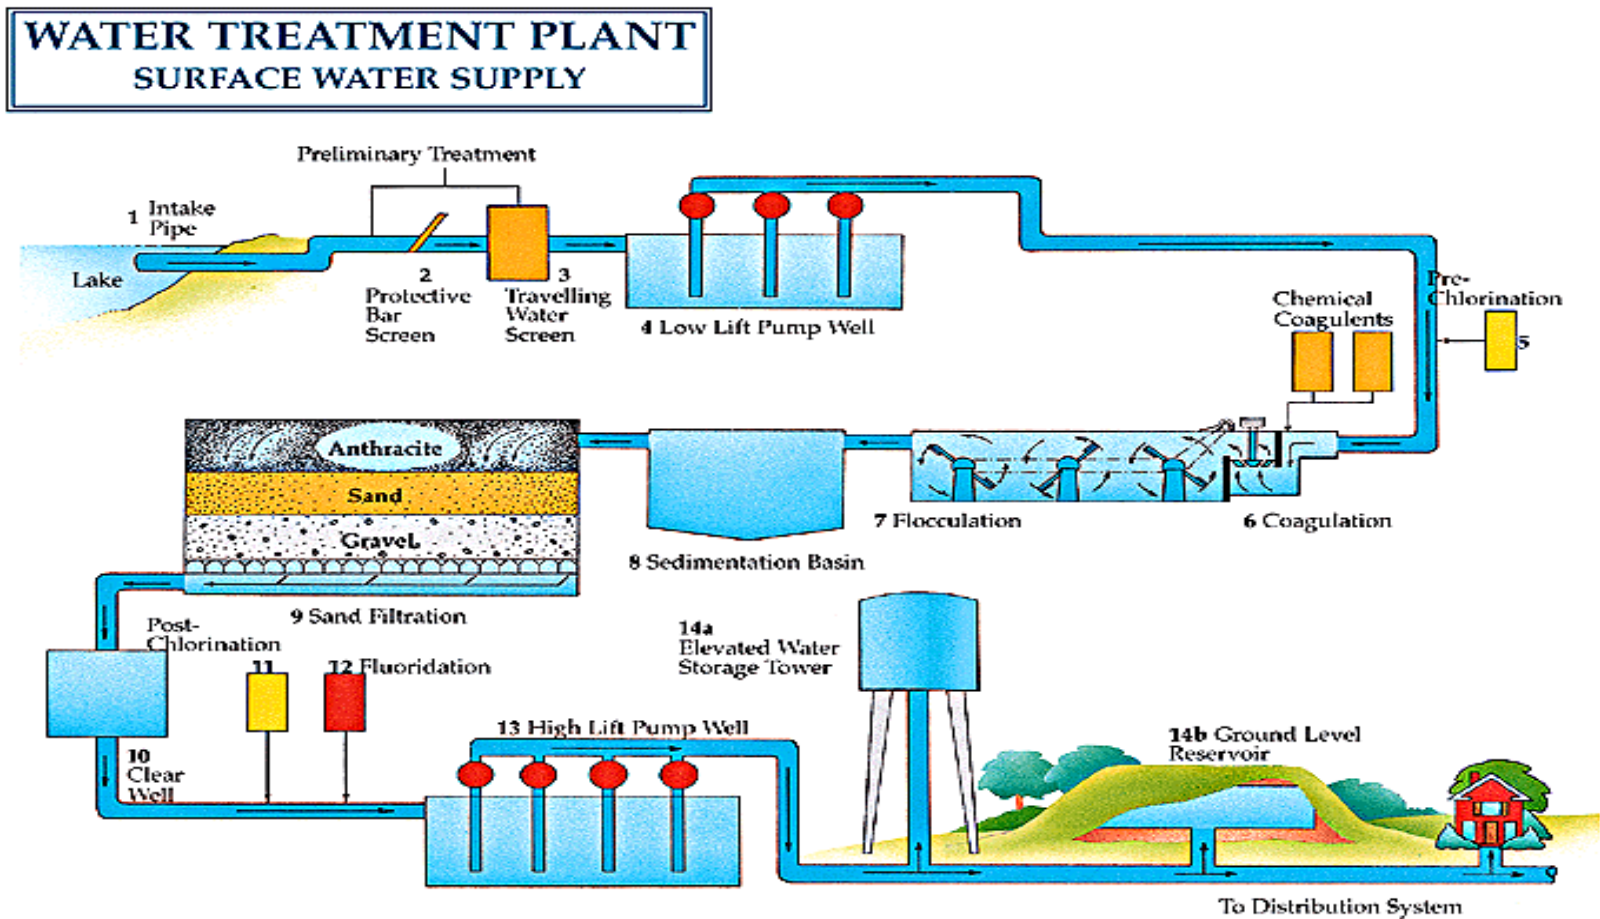 WATER TREATMENT PLANT
SURFACE WATER SUPPLY
Preliminary Treatment
1 Intake
Pipe
Lake
2
Protective
Bar
Screen
3
Travelling
Water
Screen
4 Low Lift Pump Well
Pre-
Chlorination
5
Chemical
Coagulents
6 Coagulation
7 Flocculation
8 Sedimentation Basin
Anthracite
Sand
Gravel
9 Sand Filtration
Post-
Chlorination
11
12 Fluoridation
10
Clear
Well
13 High Lift Pump Well
14a
Elevated Water
Storage Tower
14b Ground Level
Reservoir
To Distribution System